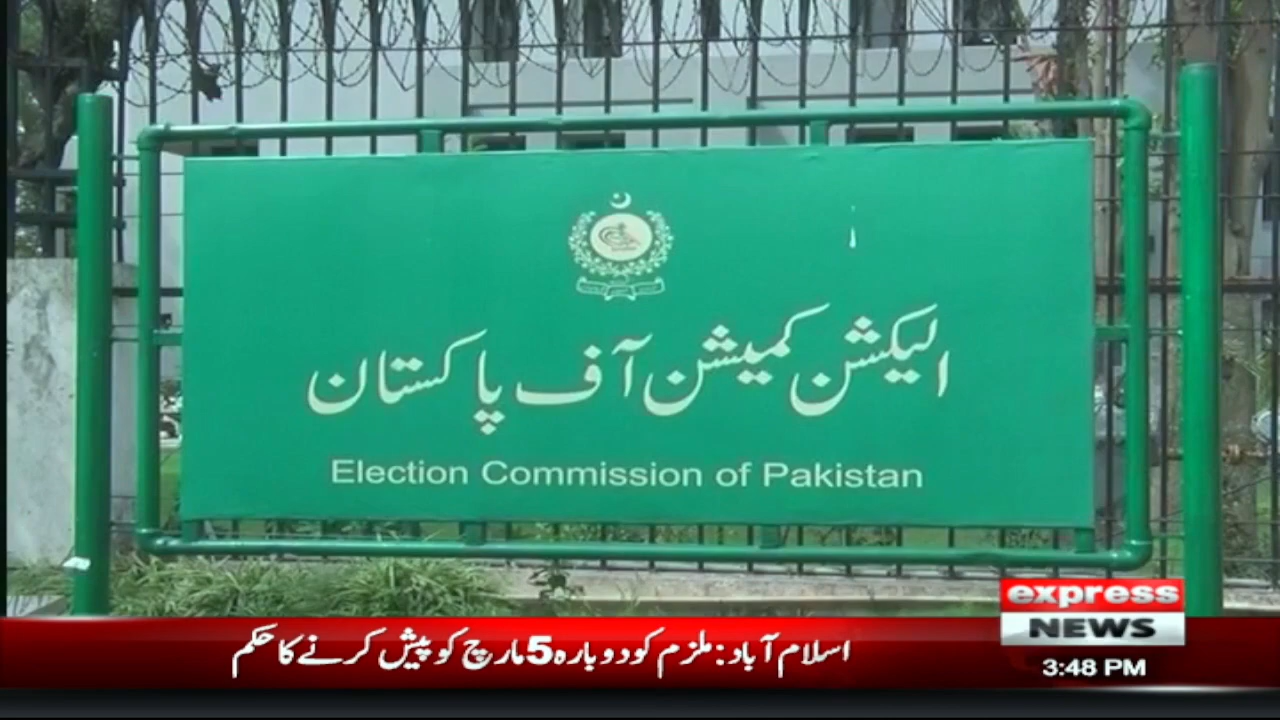 الیکشن کمیشن آف پاکستان
Election Commission of Pakistan
express
NEWS
اسلام آباد: ملزم کو دوبارہ 5 مارچ کو پیش کرنے کا حکم
3:48 PM